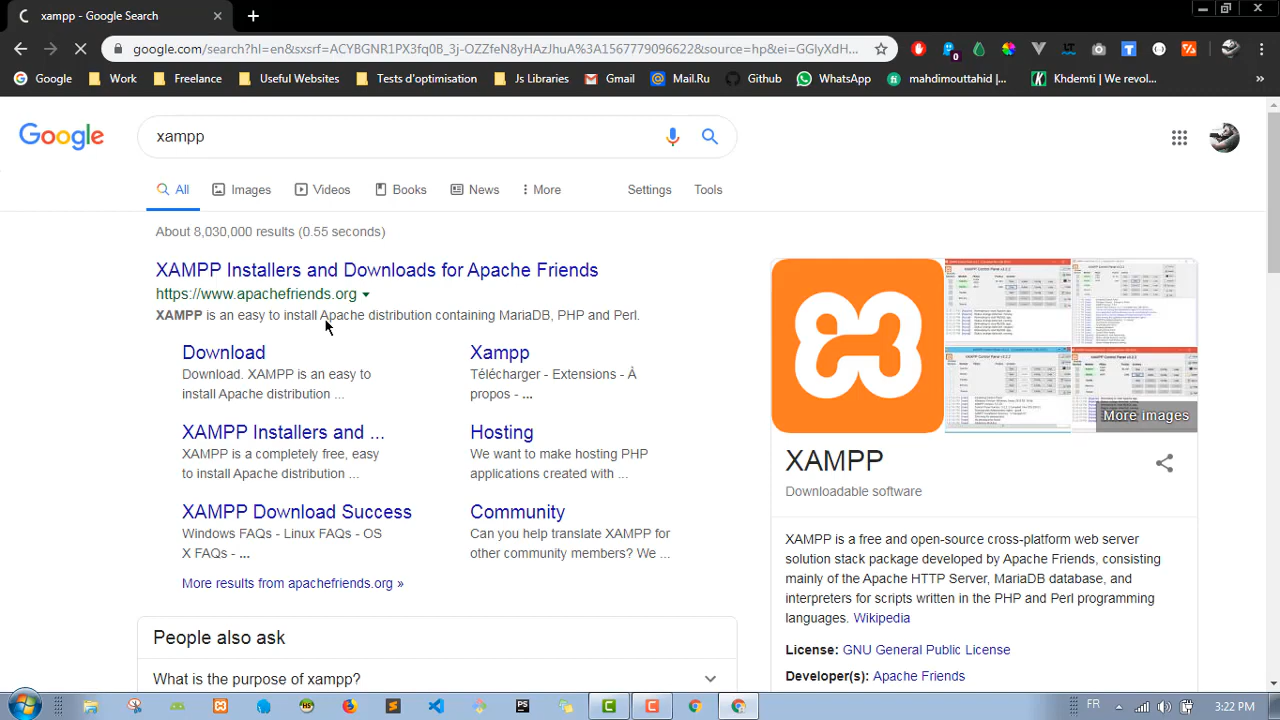 xampp - Google Search
google.com/search?hl=en&sxsrf=ACYBGNR1PX3fq0B_3j-OZZfeN8yHAzJhuA%3A1567779096622&source=hp&ei=GGlyXdH...
0
Google Work Freelance Useful Websites Tests d'optimisation Js Libraries Gmail Mail.Ru Github WhatsApp mahdimouttahid |... Khdemti | We revol... »
Google
xampp
All Images Videos Books News More Settings Tools
About 8,030,000 results (0.55 seconds)
XAMPP Installers and Downloads for Apache Friends
https://www.apachefriends.org
XAMPP is an easy to install Apache distribution containing MariaDB, PHP and Perl.
Download
Download. XAMPP is an easy to
install Apache distribution ...
Xampp
Télécharger - Extensions - A
propos - ...
XAMPP Installers and ...
XAMPP is a completely free, easy
to install Apache distribution ...
Hosting
We want to make hosting PHP
applications created with ...
XAMPP Download Success
Windows FAQs - Linux FAQs - OS
X FAQs - ...
Community
Can you help translate XAMPP for
other community members? We ...
More results from apachefriends.org »
People also ask
What is the purpose of xampp?
More images
XAMPP
Downloadable software
XAMPP is a free and open-source cross-platform web server
solution stack package developed by Apache Friends, consisting
mainly of the Apache HTTP Server, MariaDB database, and
interpreters for scripts written in the PHP and Perl programming
languages. Wikipedia
License: GNU General Public License
Developer(s): Apache Friends
FR 3:22 PM